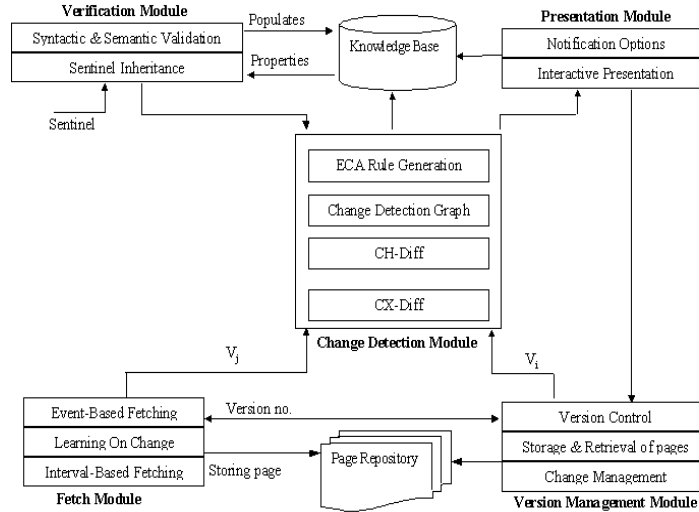 Verification Module
Syntactic & Semantic Validation
Sentinel Inheritance
Sentinel
Populates
Properties
Knowledge Base
Presentation Module
Notification Options
Interactive Presentation
ECA Rule Generation
Change Detection Graph
CH-Diff
CX-Diff
Change Detection Module
Vj
Vi
Event-Based Fetching
Learning On Change
Interval-Based Fetching
Fetch Module
Version no.
Storing page
Page Repository
Version Control
Storage & Retrieval of pages
Change Management
Version Management Module